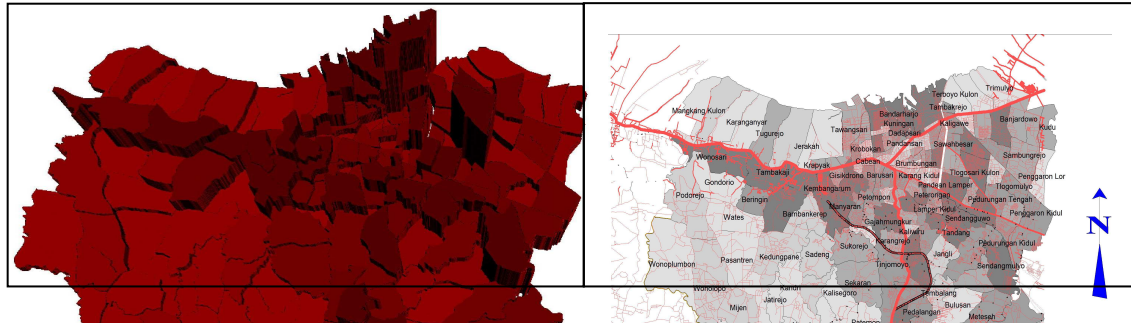 Trimulyo
Terboyo Kulon
Mangkang Kulon
Tambakrejo
Bandarharjo
Karanganyar
Kuningan
Kaligawe
Banjardowo
Tugurejo
Tawangsari
Dadapsari
Kudu
Jerakah
Krobokan
Pandansari
Sawahbesar
Wonosari
Krapyak
Cabean
Brumbungan
Sambungrejo
Tambakaji
Gisikdrono
Barusari
Karang Kidul
Tlogosari Kulon
Penggaron Lor
Gondorio
Kembangarum
Pandean Lamper
Tlogomulyo
Podorejo
Beringin
Pelompon
Peterongan
Pedurungan Tengah
Wates
Bambankerep
Manyaran
Lamper Kidul
Penggaron Kidul
Gajahmungkur
Sendangguwo
Kaliwiru
Tandang
Sukorejo
Karangrejo
Pedurungan Kidul
Wonoplumbon
Pasantren
Kedungpane
Sadeng
Jangli
Tinjomoyo
Sendangmulyo
Wonolopo
Sekaran
Kalisegoro
Tembalang
Mijen
Jatirejo
Bulusan
Pedalangan
Meteseh
N